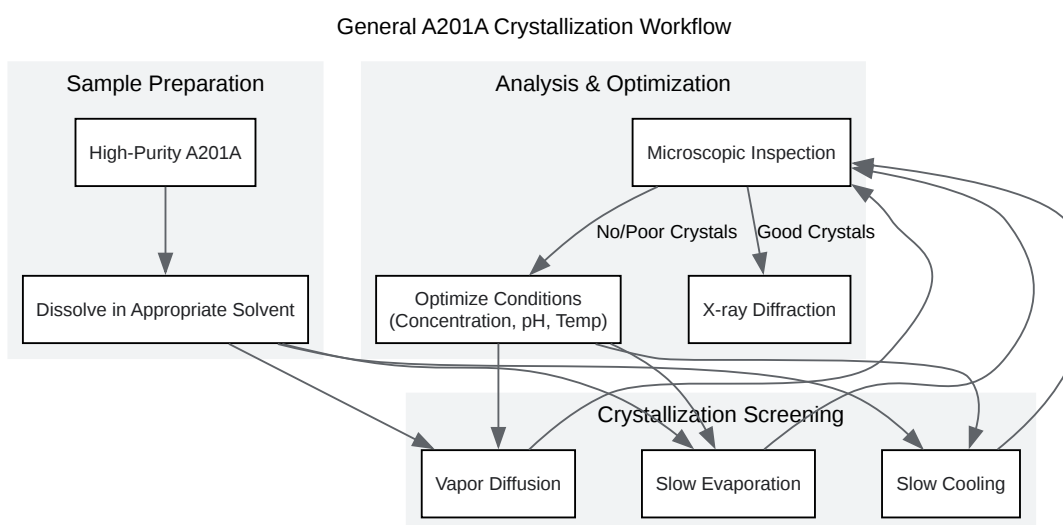 General A201A Crystallization Workflow
Sample Preparation
High-Purity A201A
Dissolve in Appropriate Solvent
Analysis & Optimization
Microscopic Inspection
No/Poor Crystals
Good Crystals
Optimize Conditions
(Concentration, pH, Temp)
X-ray Diffraction
Crystallization Screening
Vapor Diffusion
Slow Evaporation
Slow Cooling